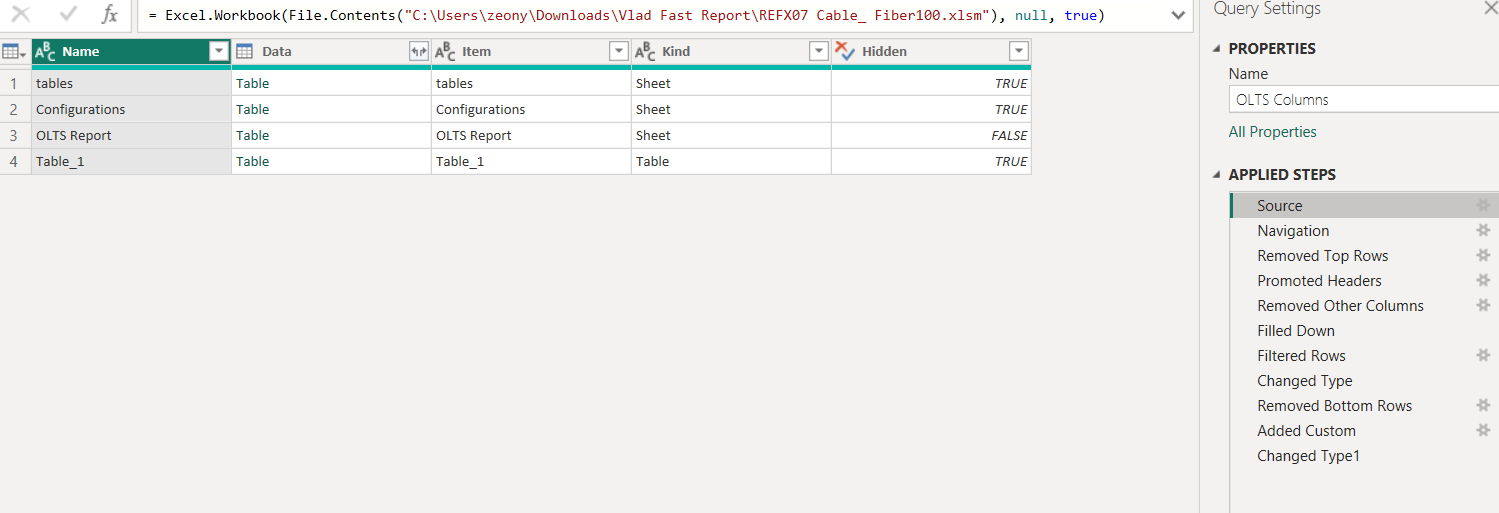 fx = Excel.Workbook(File.Contents("C:\Users\zeony\Downloads\Vlad Fast Report\REFX07 Cable_ Fiber100.xlsm"), null, true)
ABC Name Data ABC Item ABC Kind Hidden
1 tables Table tables Sheet TRUE
2 Configurations Table Configurations Sheet TRUE
3 OLTS Report Table OLTS Report Sheet FALSE
4 Table_1 Table Table_1 Table TRUE
Query Settings
PROPERTIES
Name
OLTS Columns
All Properties
APPLIED STEPS
Source
Navigation
Removed Top Rows
Promoted Headers
Removed Other Columns
Filled Down
Filtered Rows
Changed Type
Removed Bottom Rows
Added Custom
Changed Type1